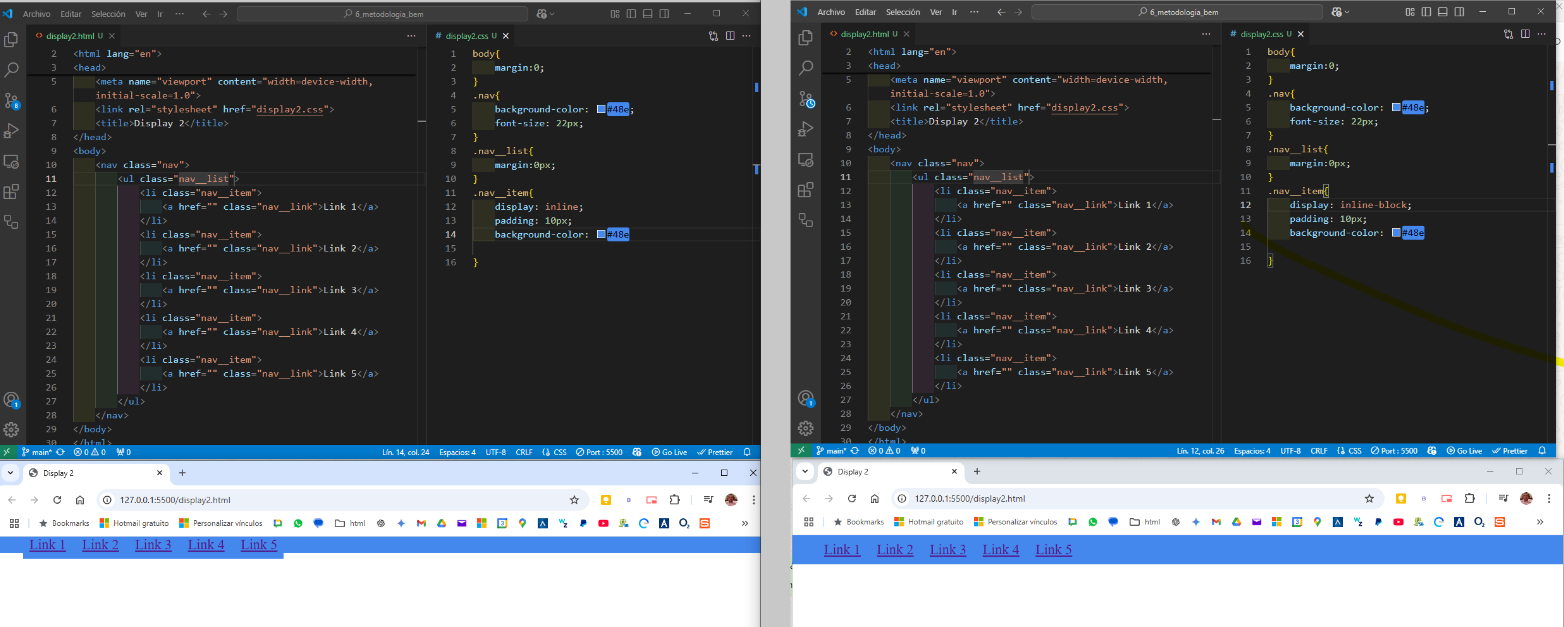 Archivo Editar Selección Ver Ir ··· 6_metodologia_bem
display2.html U
2 <html lang="en">
3 <head>
5 <meta name="viewport" content="width=device-width,
initial-scale=1.0">
6 <link rel="stylesheet" href="display2.css">
7 <title>Display 2</title>
8 </head>
9 <body>
10 <nav class="nav">
11 <ul class="nav__list">
12 <li class="nav__item">
13 <a href="" class="nav__link">Link 1</a>
14 </li>
15 <li class="nav__item">
16 <a href="" class="nav__link">Link 2</a>
17 </li>
18 <li class="nav__item">
19 <a href="" class="nav__link">Link 3</a>
20 </li>
21 <li class="nav__item">
22 <a href="" class="nav__link">Link 4</a>
23 </li>
24 <li class="nav__item">
25 <a href="" class="nav__link">Link 5</a>
26 </li>
27 </ul>
28 </nav>
29 </body>
30 </html>
display2.css U
1 body{
2 margin:0;
3 }
4 .nav{
5 background-color: #48e;
6 font-size: 22px;
7 }
8 .nav__list{
9 margin:0px;
10 }
11 .nav__item{
12 display: inline;
13 padding: 10px;
14 background-color: #48e
15
16 }
main* 0 0 0 Lín. 14, col. 24 Espacios: 4 UTF-8 CRLF CSS Port : 5500 Go Live Prettier
Display 2
127.0.0.1:5500/display2.html
Bookmarks Hotmail gratuito Personalizar vínculos html
Link 1 Link 2 Link 3 Link 4 Link 5
Archivo Editar Selección Ver Ir ··· 6_metodologia_bem
display2.html U
2 <html lang="en">
3 <head>
5 <meta name="viewport" content="width=device-width,
initial-scale=1.0">
6 <link rel="stylesheet" href="display2.css">
7 <title>Display 2</title>
8 </head>
9 <body>
10 <nav class="nav">
11 <ul class="nav__list">
12 <li class="nav__item">
13 <a href="" class="nav__link">Link 1</a>
14 </li>
15 <li class="nav__item">
16 <a href="" class="nav__link">Link 2</a>
17 </li>
18 <li class="nav__item">
19 <a href="" class="nav__link">Link 3</a>
20 </li>
21 <li class="nav__item">
22 <a href="" class="nav__link">Link 4</a>
23 </li>
24 <li class="nav__item">
25 <a href="" class="nav__link">Link 5</a>
26 </li>
27 </ul>
28 </nav>
29 </body>
30 </html>
display2.css U
1 body{
2 margin:0;
3 }
4 .nav{
5 background-color: #48e;
6 font-size: 22px;
7 }
8 .nav__list{
9 margin:0px;
10 }
11 .nav__item{
12 display: inline-block;
13 padding: 10px;
14 background-color: #48e
15
16 }
main* 0 0 0 Lín. 12, col. 26 Espacios: 4 UTF-8 CRLF CSS Port : 5500 Go Live Prettier
Display 2
127.0.0.1:5500/display2.html
Bookmarks Hotmail gratuito Personalizar vínculos html
Link 1 Link 2 Link 3 Link 4 Link 5